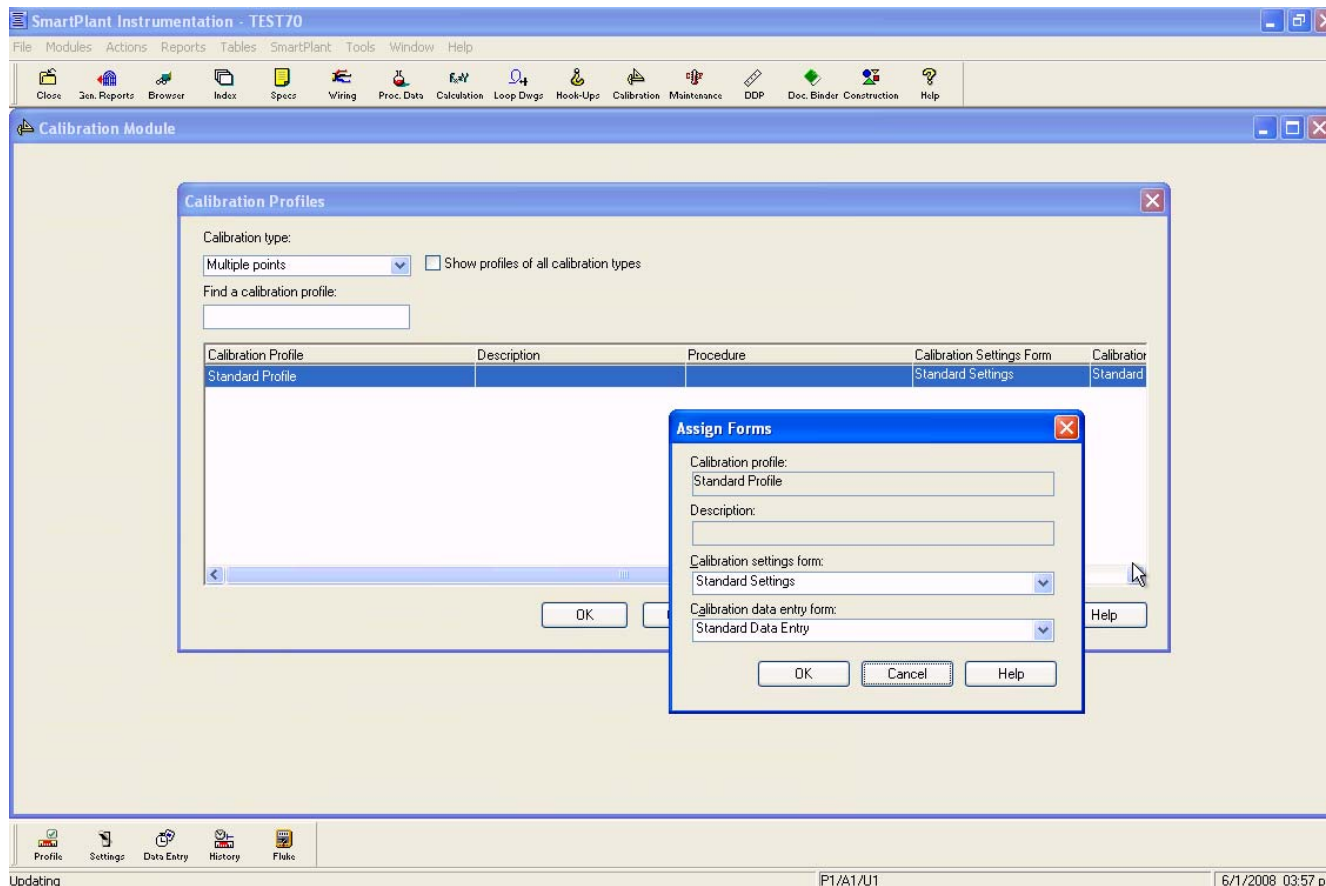 SmartPlant Instrumentation - TEST70
File Modules Actions Reports Tables SmartPlant Tools Window Help
Close Gen. Reports Browser Index Specs Wiring Proc. Data Calculation Loop Dwgs Hook-Ups Calibration Maintenance DDP Doc. Binder Construction Help
Calibration Module
Calibration Profiles
Calibration type:
Multiple points Show profiles of all calibration types
Find a calibration profile:
Calibration Profile Description Procedure Calibration Settings Form Calibration
Standard Profile Standard Settings Standard
Assign Forms
Calibration profile:
Standard Profile
Description:
Calibration settings form:
Standard Settings
Calibration data entry form:
Standard Data Entry
OK Cancel Help
OK Help
Profile Settings Data Entry History Fluke
Updating P1/A1/U1 6/1/2008 03:57 p